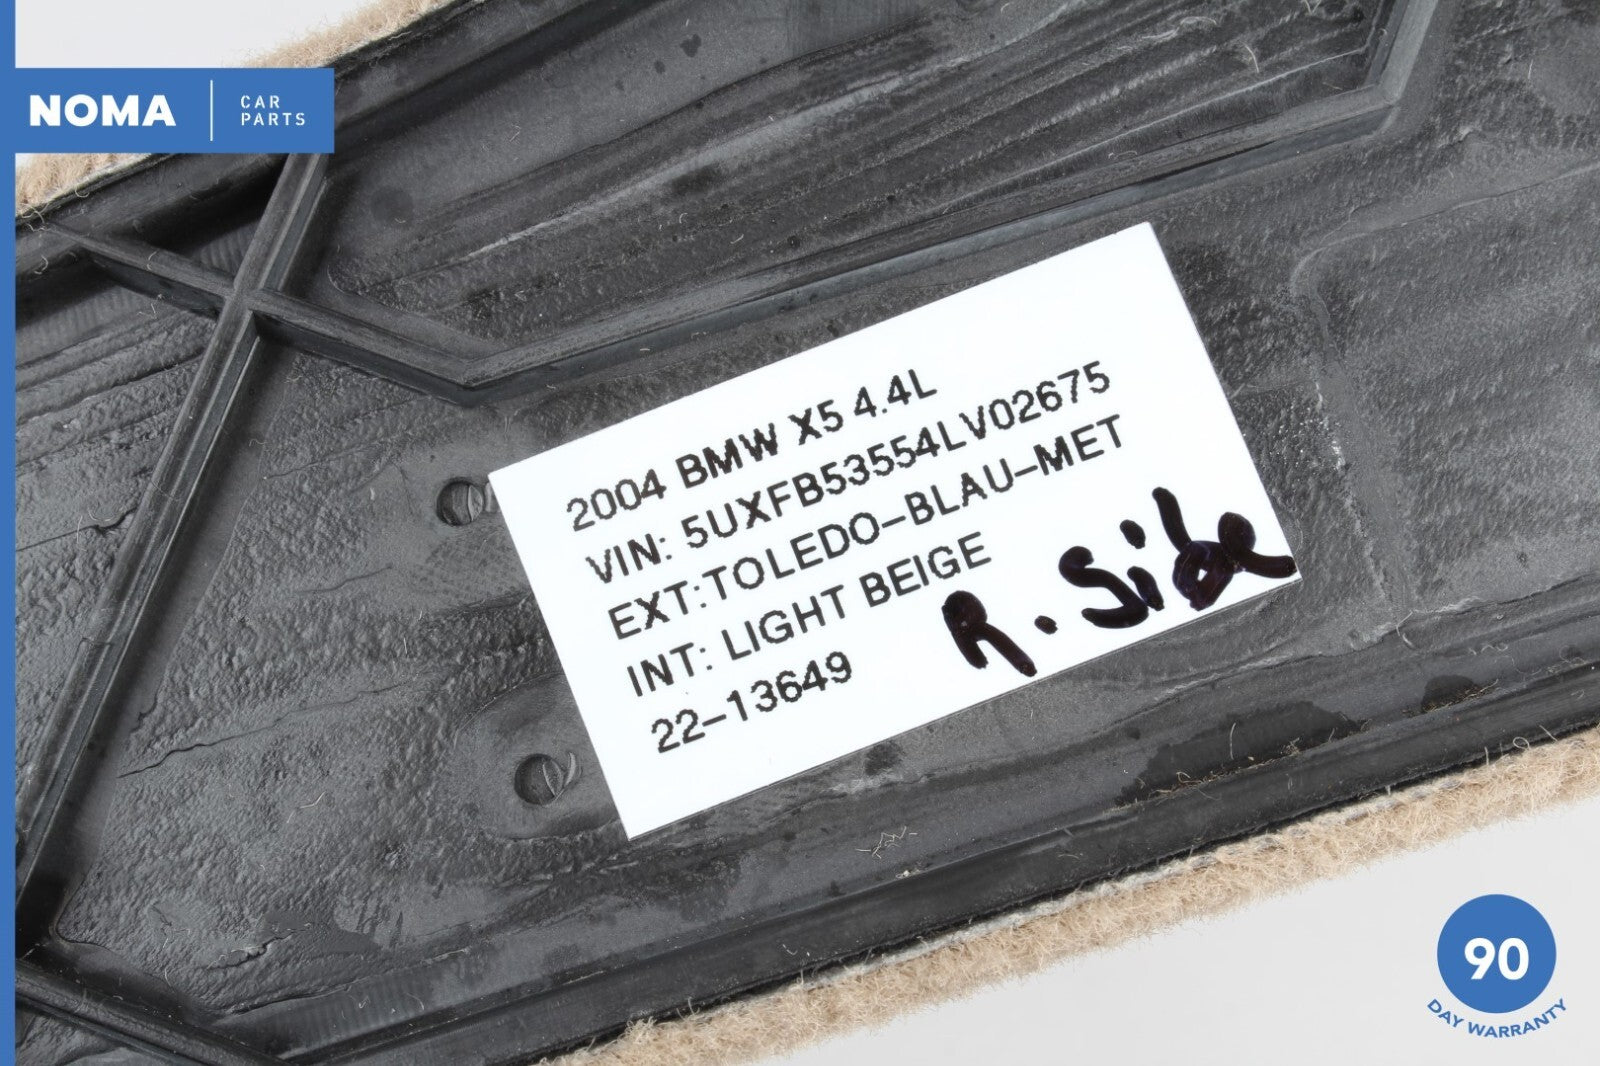 NOMA
CAR
PARTS
2004 BMW X5 4.4L
VIN: 5UXFB53554LV02675
EXT:TOLEDO-BLAU-MET
INT: LIGHT BEIGE
22-13649
R. Side
90
DAY WARRANTY